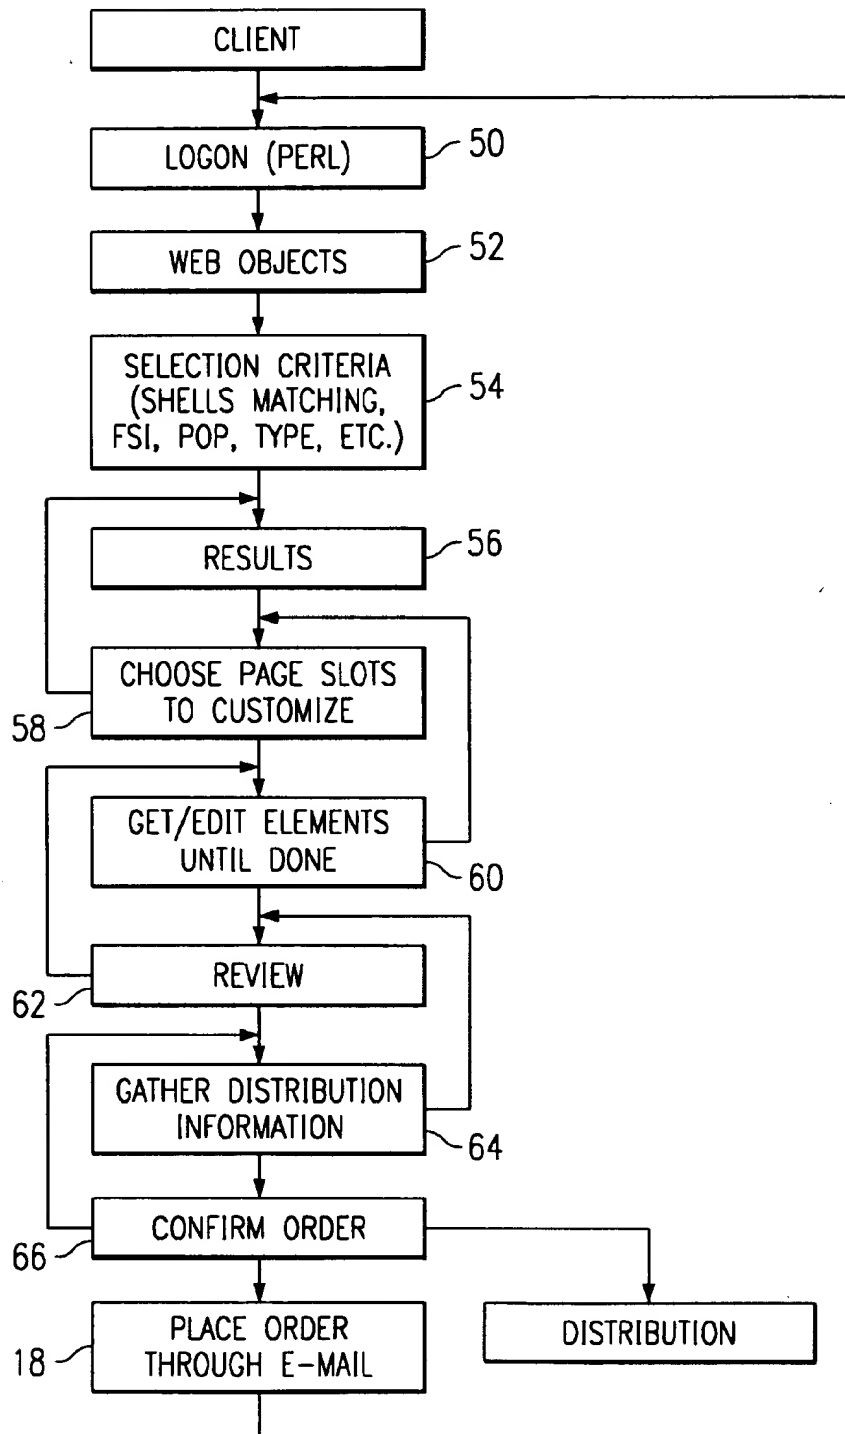 CLIENT
LOGON (PERL)
50
WEB OBJECTS
52
SELECTION CRITERIA
(SHELLS MATCHING,
FSI, POP, TYPE, ETC.)
54
RESULTS
56
CHOOSE PAGE SLOTS
TO CUSTOMIZE
58
GET/EDIT ELEMENTS
UNTIL DONE
60
REVIEW
62
GATHER DISTRIBUTION
INFORMATION
64
CONFIRM ORDER
66
PLACE ORDER
THROUGH E-MAIL
18
DISTRIBUTION